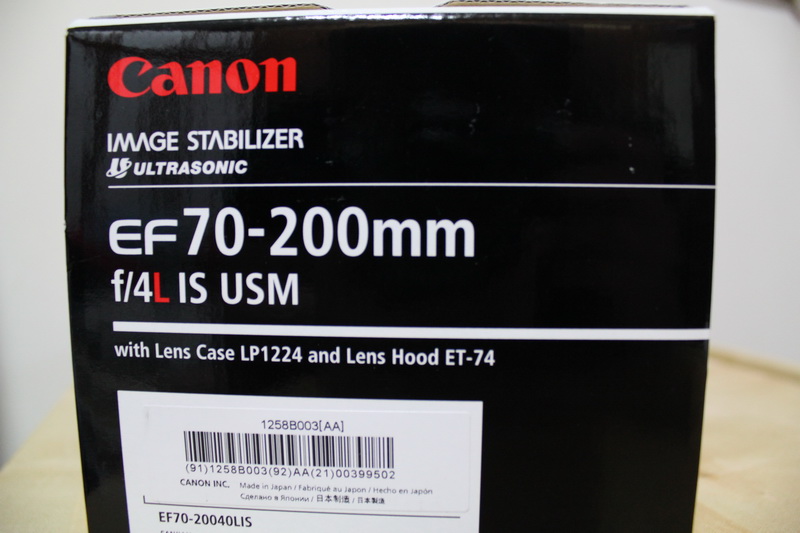 Canon
IMAGE STABILIZER
ULTRASONIC
EF70-200mm
f/4L IS USM
with Lens Case LP1224 and Lens Hood ET-74
1258B003[AA]
(91)1258B003(92)AA(21)00399502
CANON INC. Made in Japan / Fabriqué au Japon / Hecho en Japón
Сделано в Японии / 日本制造 / 日本製造
EF70-20040LIS